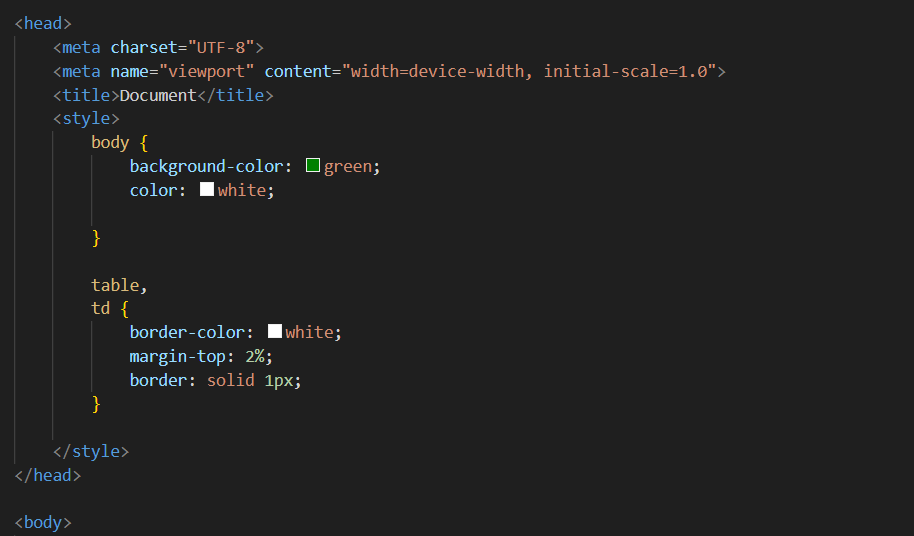 <head>
    <meta charset="UTF-8">
    <meta name="viewport" content="width=device-width, initial-scale=1.0">
    <title>Document</title>
    <style>
        body {
            background-color: green;
            color: white;

        }

        table,
        td {
            border-color: white;
            margin-top: 2%;
            border: solid 1px;
        }

    </style>
</head>

<body>